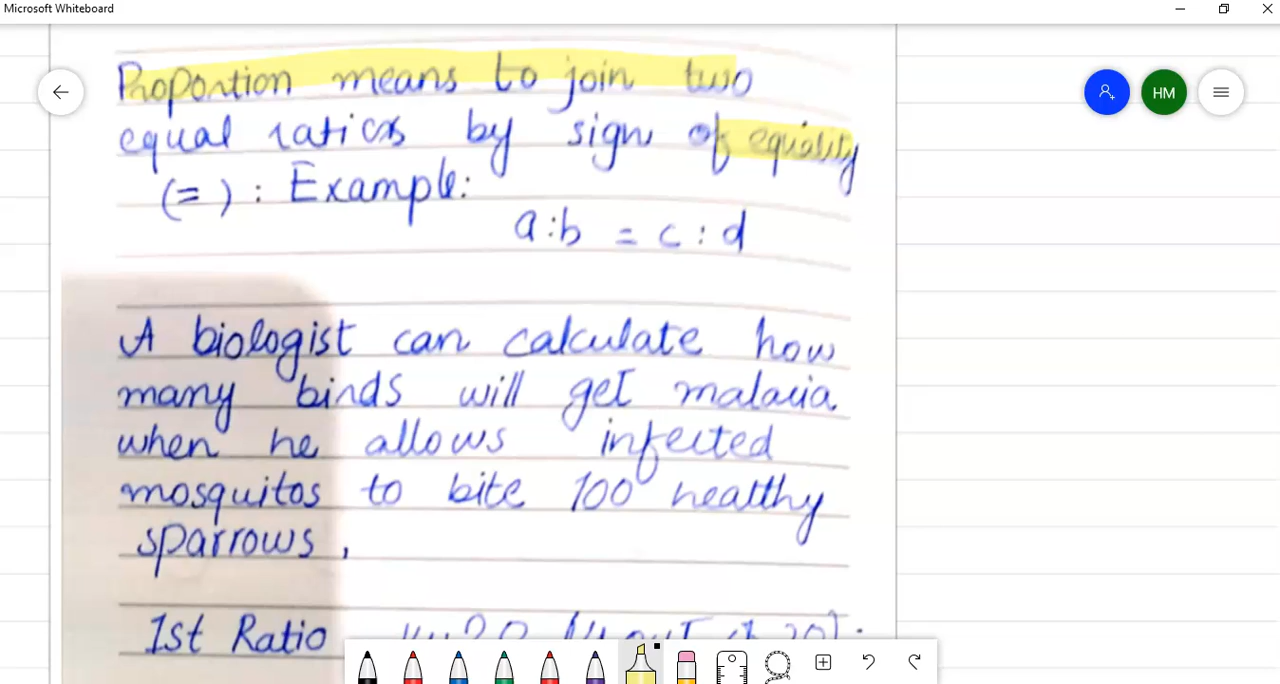 Microsoft Whiteboard
HM
Proportion means to join two
equal ratios by sign of equality
(=) : Example:
a:b = c:d
A biologist can calculate how
many birds will get malaria
when he allows infected
mosquitos to bite 100 healthy
sparrows,
1st Ratio